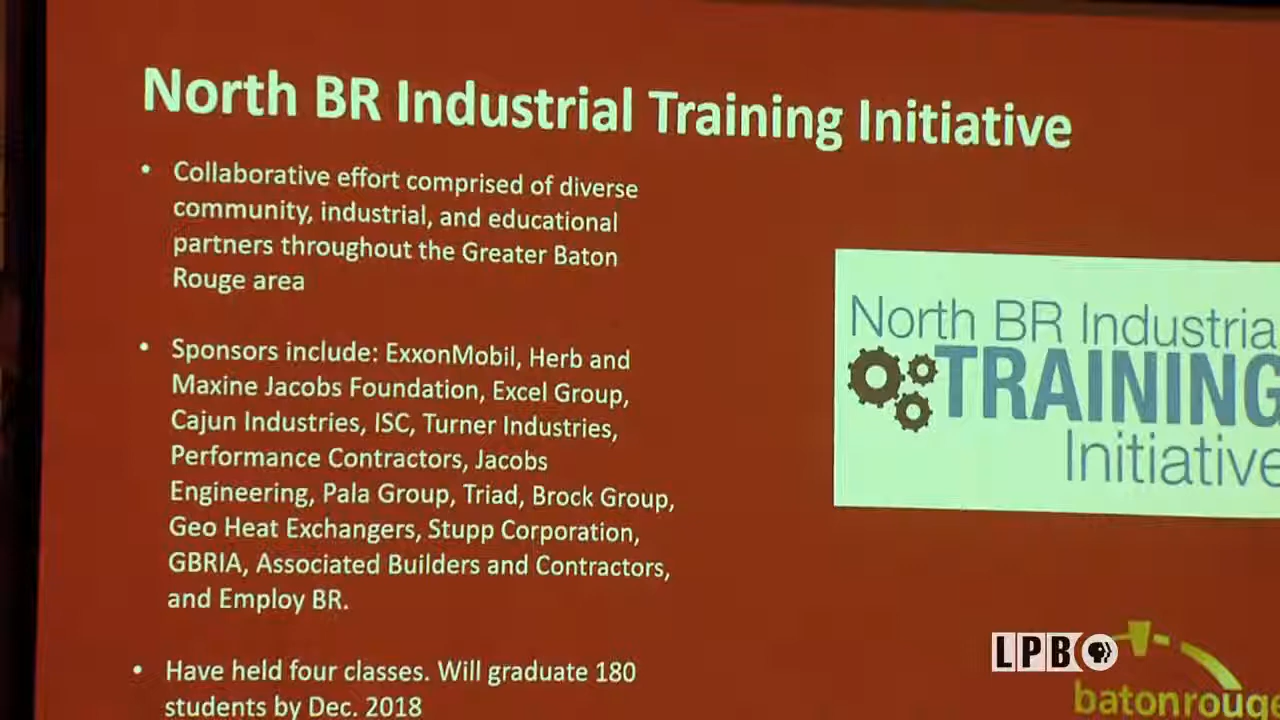 North BR Industrial Training Initiative
• Collaborative effort comprised of diverse
community, industrial, and educational
partners throughout the Greater Baton
Rouge area
• Sponsors include: ExxonMobil, Herb and
Maxine Jacobs Foundation, Excel Group,
Cajun Industries, ISC, Turner Industries,
Performance Contractors, Jacobs
Engineering, Pala Group, Triad, Brock Group,
Geo Heat Exchangers, Stupp Corporation,
GBRIA, Associated Builders and Contractors,
and Employ BR.
• Have held four classes. Will graduate 180
students by Dec. 2018
North BR Industria
TRAINING
Initiative
LPB
batonrouge